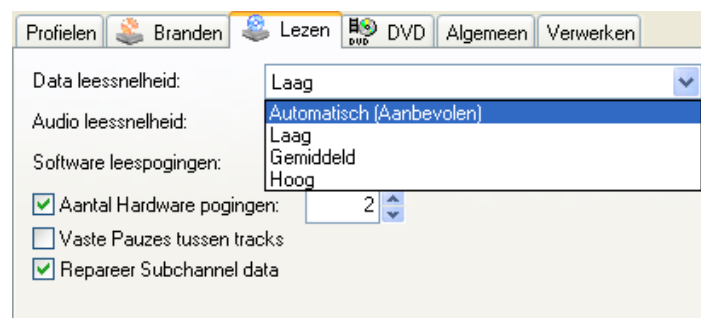 Profielen Branden Lezen DVD DVD Algemeen Verwerken
Data leessnelheid: Laag
Automatisch (Aanbevolen)
Audio leessnelheid:
Laag
Software leespogingen: Gemiddeld
Hoog
Aantal Hardware pogingen: 2
Vaste Pauzes tussen tracks
Repareer Subchannel data